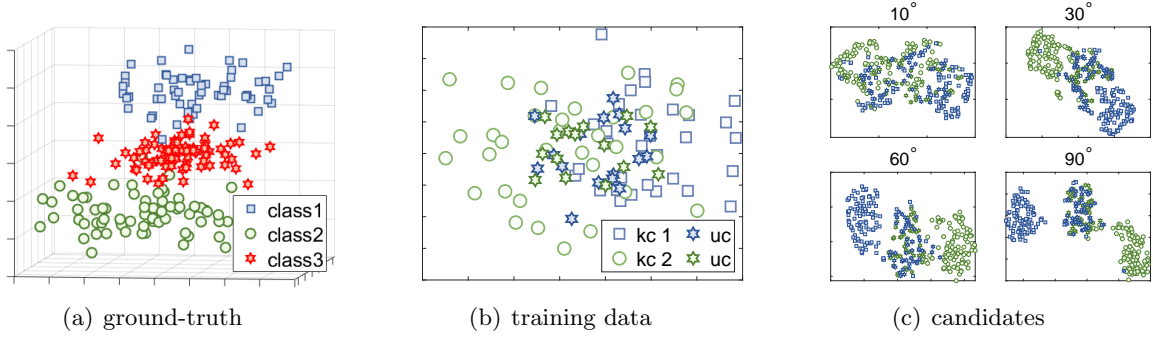 class1
class2
class3
(a) ground-truth
kc 1
uc
kc 2
uc
(b) training data
10°
30°
60°
90°
(c) candidates